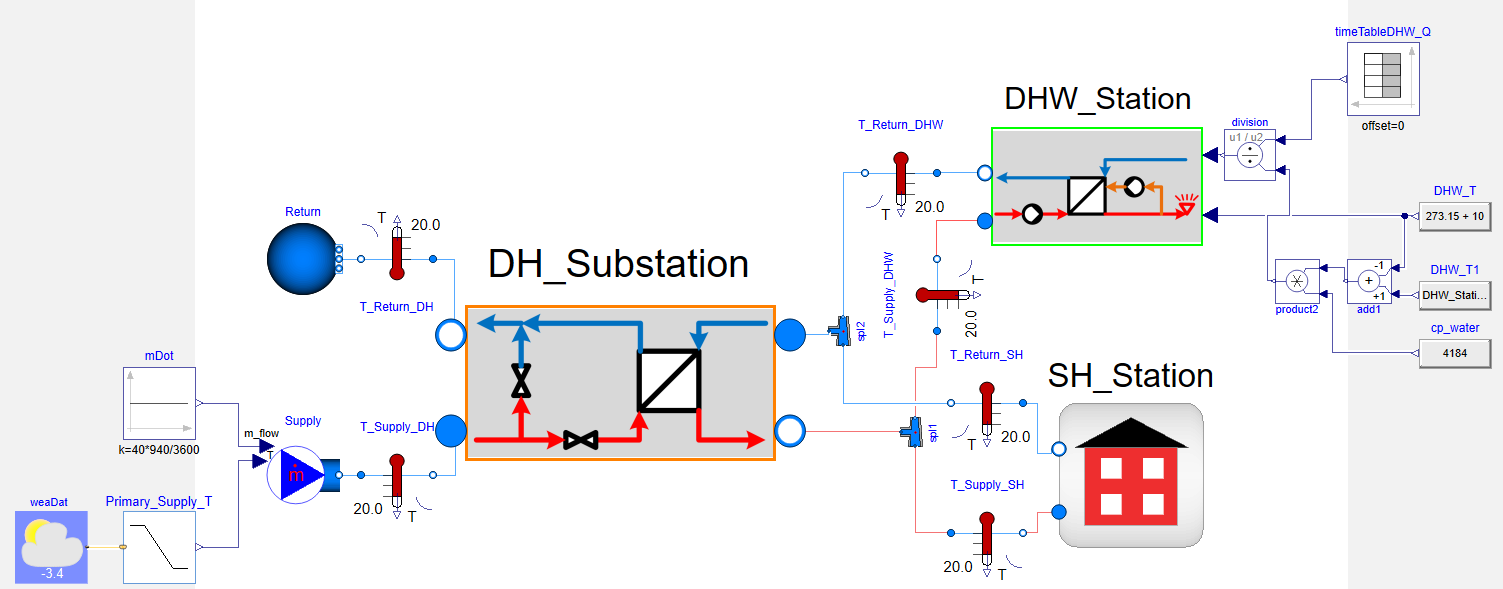 timeTableDHW_Q
offset=0
DHW_Station
division
u1 / u2
T_Return_DHW
T
20.0
DHW_T
273.15 + 10
Return
T
20.0
T_Return_DH
DH_Substation
T_Supply_DHW
T
20.0
-1
+
+1
add1
product2
DHW_T1
DHW_Stati...
cp_water
4184
spl2
T_Return_SH
T
20.0
SH_Station
spl1
mDot
k=40*940/3600
Supply
m_flow
T
ṁ
T_Supply_DH
20.0
T
T_Supply_SH
20.0
T
weaDat
-3.4
Primary_Supply_T